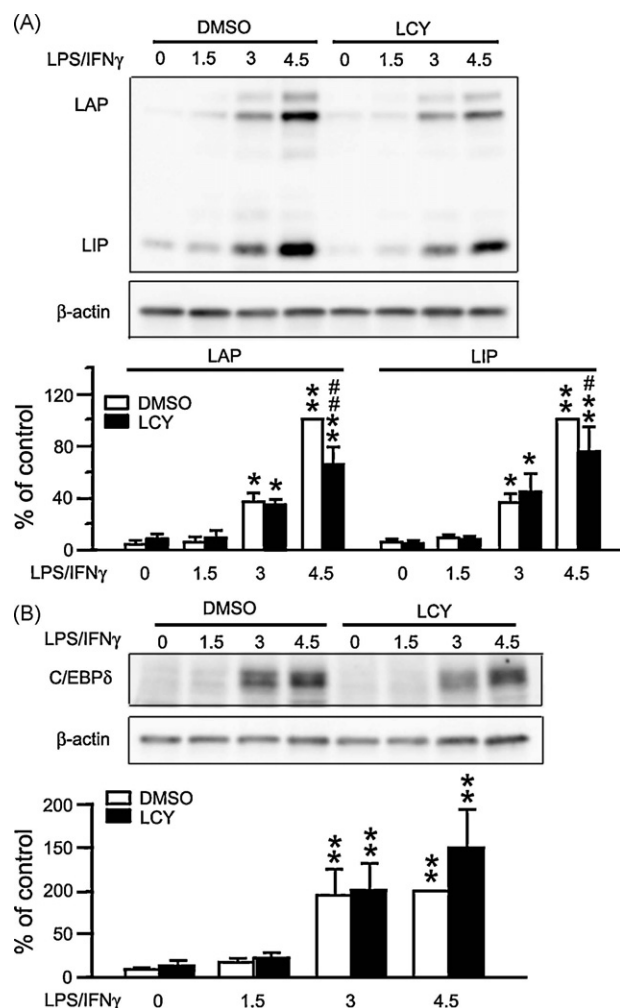 (A)
DMSO LCY
LPS/IFNγ 0 1.5 3 4.5 0 1.5 3 4.5
LAP
LIP
β-actin
LAP LIP
% of control
120
80
40
0
DMSO
LCY
* * ** ##** * * ** #**
LPS/IFNγ 0 1.5 3 4.5 0 1.5 3 4.5
(B)
DMSO LCY
LPS/IFNγ 0 1.5 3 4.5 0 1.5 3 4.5
C/EBPδ
β-actin
% of control
200
150
200
50
0
DMSO
LCY
** ** ** **
LPS/IFNγ 0 1.5 3 4.5